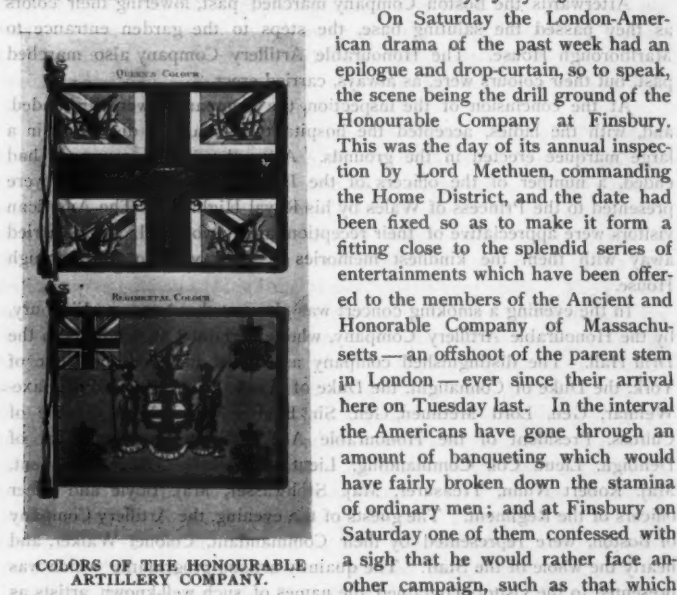 On Saturday the London-Amer-
ican drama of the past week had an
epilogue and drop-curtain, so to speak,
the scene being the drill ground of the
Honourable Company at Finsbury.
This was the day of its annual inspec-
tion by Lord Methuen, commanding
the Home District, and the date had
been fixed so as to make it form a
fitting close to the splendid series of
entertainments which have been offer-
ed to the members of the Ancient and
Honorable Company of Massachu-
setts — an offshoot of the parent stem
in London — ever since their arrival
here on Tuesday last. In the interval
the Americans have gone through an
amount of banqueting which would
have fairly broken down the stamina
of ordinary men; and at Finsbury on
Saturday one of them confessed with
a sigh that he would rather face an-
other campaign, such as that which
QUEEN'S COLOUR.
REGIMENTAL COLOUR.
COLORS OF THE HONOURABLE
ARTILLERY COMPANY.